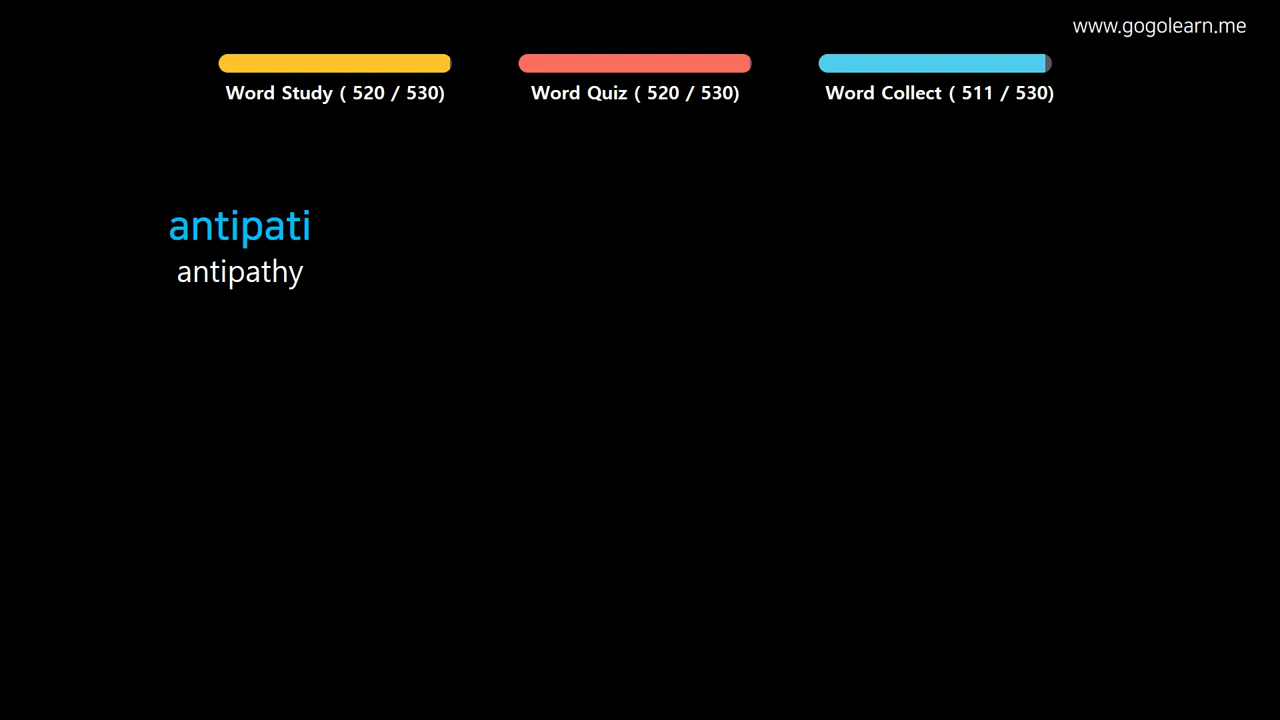 www.gogolearn.me
Word Study ( 520 / 530)
Word Quiz ( 520 / 530)
Word Collect ( 511 / 530)
antipati
antipathy